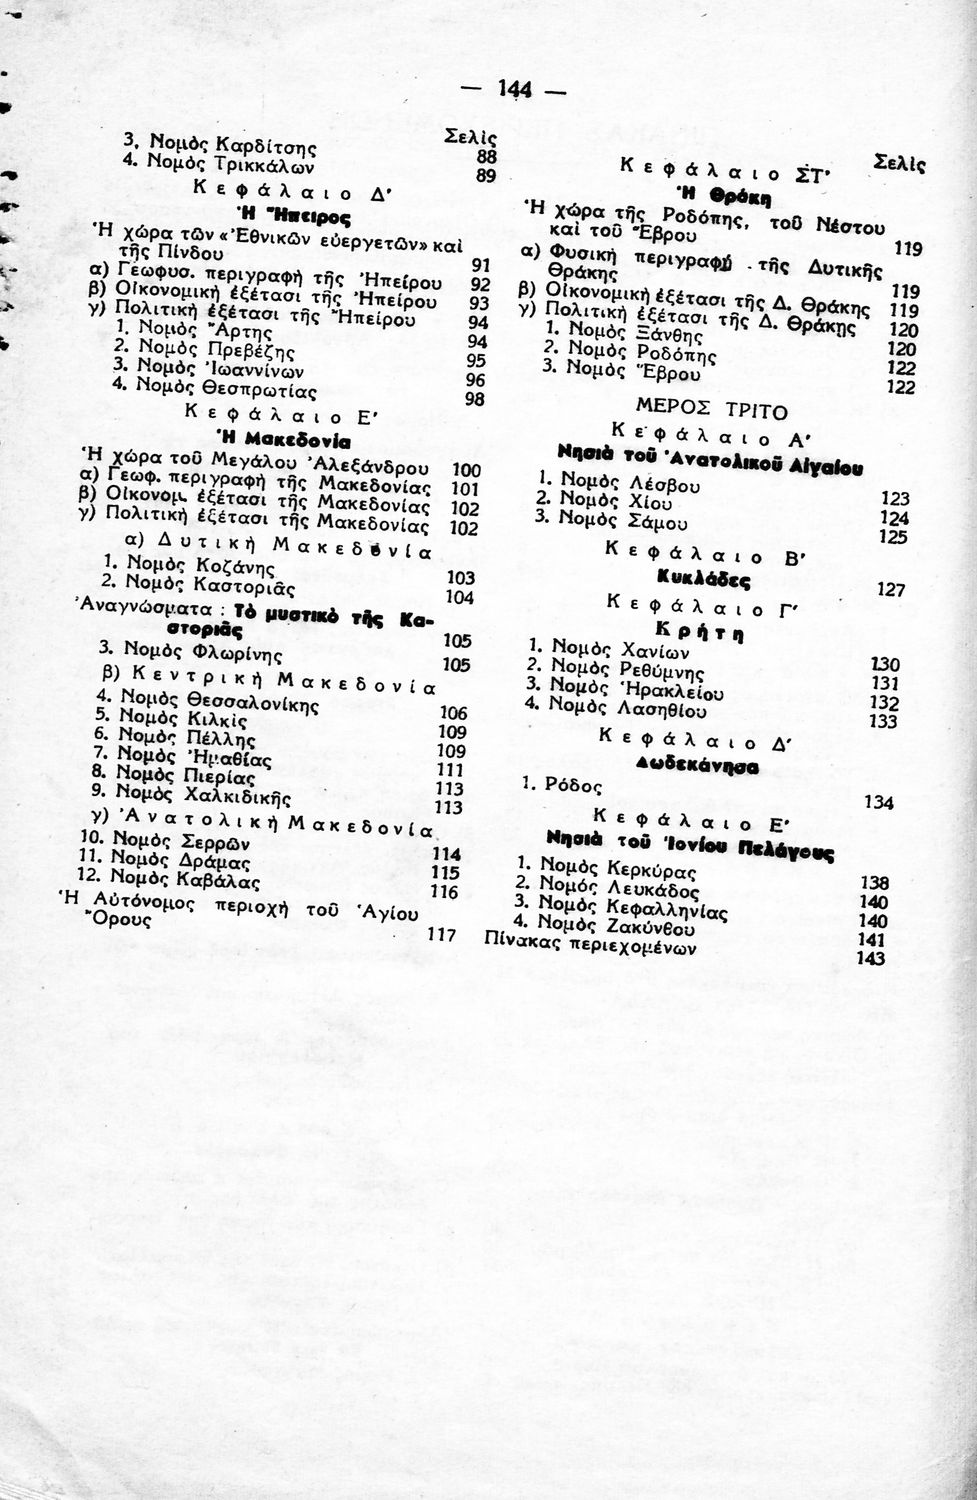 — 144 —
Σελὶς
3. Νομὸς Καρδίτσης 88
4. Νομὸς Τρικκάλων 89
Κεφάλαιο Δ'
Ἡ Ἤπειρος
Ἡ χώρα τῶν «Ἐθνικῶν εὐεργετῶν» καὶ
τῆς Πίνδου 91
α) Γεωφυσ. περιγραφὴ τῆς Ἠπείρου 92
β) Οἰκονομικὴ ἐξέτασι τῆς Ἠπείρου 93
γ) Πολιτικὴ ἐξέτασι τῆς Ἠπείρου 94
1. Νομὸς Ἄρτης 94
2. Νομὸς Πρεβέζης 95
3. Νομὸς Ἰωαννίνων 96
4. Νομὸς Θεσπρωτίας 98
Κεφάλαιο Ε'
Ἡ Μακεδονία
Ἡ χώρα τοῦ Μεγάλου Ἀλεξάνδρου 100
α) Γεωφ. περιγραφὴ τῆς Μακεδονίας 101
β) Οἰκονομ. ἐξέτασι τῆς Μακεδονίας 102
γ) Πολιτικὴ ἐξέτασι τῆς Μακεδονίας 102
α) Δυτικὴ Μακεδονία
1. Νομὸς Κοζάνης 103
2. Νομὸς Καστοριᾶς 104
Ἀναγνώσματα : Τὸ μυστικὸ τῆς Κα-
στοριᾶς 105
3. Νομὸς Φλωρίνης 105
β) Κεντρικὴ Μακεδονία
4. Νομὸς Θεσσαλονίκης 106
5. Νομὸς Κιλκὶς 109
6. Νομὸς Πέλλης 109
7. Νομὸς Ἠμαθίας 111
8. Νομὸς Πιερίας 113
9. Νομὸς Χαλκιδικῆς 113
γ) Ἀνατολικὴ Μακεδονία
10. Νομὸς Σερρῶν 114
11. Νομὸς Δράμας 115
12. Νομὸς Καβάλας 116
Ἡ Αὐτόνομος περιοχὴ τοῦ Ἁγίου
Ὄρους 117
Σελὶς
Κεφάλαιο ΣΤ'
Ἡ Θράκη
Ἡ χώρα τῆς Ροδόπης, τοῦ Νέστου
καὶ τοῦ Ἕβρου 119
α) Φυσικὴ περιγραφὴ τῆς Δυτικῆς
Θράκης 119
β) Οἰκονομικὴ ἐξέτασι τῆς Δ. Θράκης 119
γ) Πολιτικὴ ἐξέτασι τῆς Δ. Θράκης 120
1. Νομὸς Ξάνθης 120
2. Νομὸς Ροδόπης 122
3. Νομὸς Ἕβρου 122
ΜΕΡΟΣ ΤΡΙΤΟ
Κεφάλαιο Α'
Νησιὰ τοῦ Ἀνατολικοῦ Αἰγαίου
1. Νομὸς Λέσβου 123
2. Νομὸς Χίου 124
3. Νομὸς Σάμου 125
Κεφάλαιο Β'
Κυκλάδες 127
Κεφάλαιο Γ'
Κρήτη
1. Νομὸς Χανίων 130
2. Νομὸς Ρεθύμνης 131
3. Νομὸς Ἡρακλείου 132
4. Νομὸς Λασηθίου 133
Κεφάλαιο Δ'
Δωδεκάνησα
1. Ρόδος 134
Κεφάλαιο Ε'
Νησιὰ τοῦ Ἰονίου Πελάγους
1. Νομὸς Κερκύρας 138
2. Νομὸς Λευκάδος 140
3. Νομὸς Κεφαλληνίας 140
4. Νομὸς Ζακύνθου 141
Πίνακας περιεχομένων 143